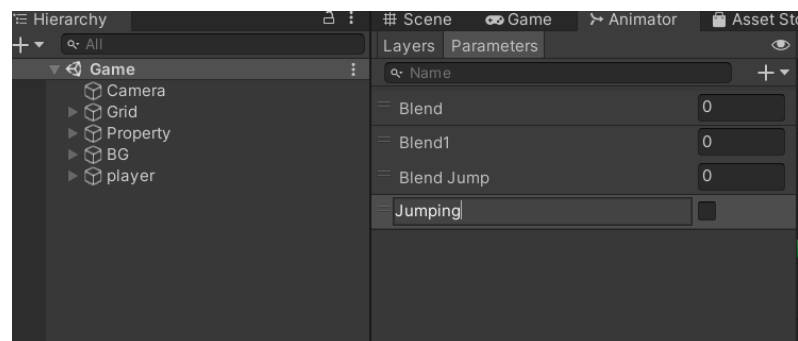 Hierarchy
All
Game
Camera
Grid
Property
BG
player
Scene
Game
Animator
Asset Sto
Layers
Parameters
Name
Blend
0
Blend1
0
Blend Jump
0
Jumping